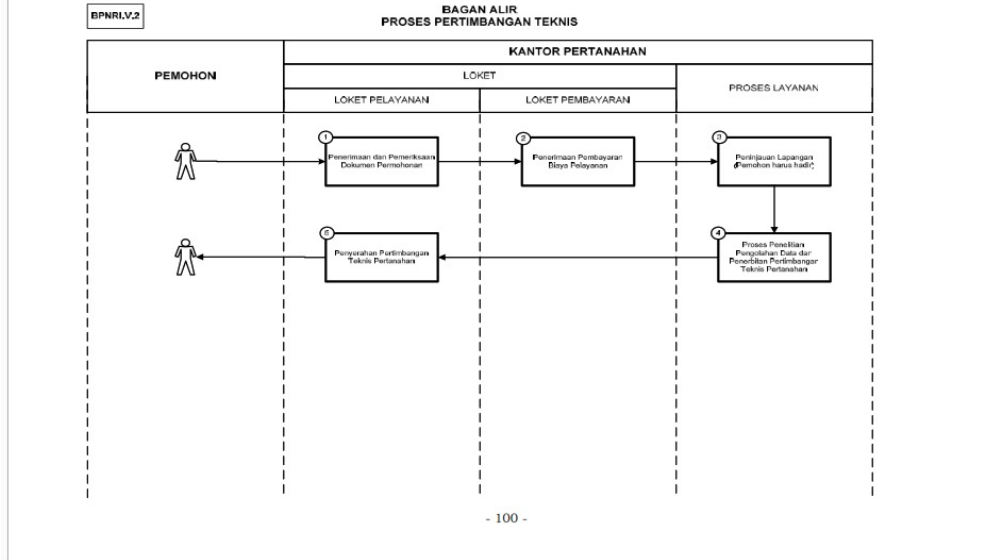 BPNRI.V.2
BAGAN ALIR
PROSES PERTIMBANGAN TEKNIS
PEMOHON
KANTOR PERTANAHAN
LOKET
PROSES LAYANAN
LOKET PELAYANAN
LOKET PEMBAYARAN
1
Penerimaan dan Pemeriksaan
Dokumen Permohonan
2
Penerimaan Pembayaran
Biaya Pelayanan
3
Peninjauan Lapangan
(Pemohon harus hadir)
5
Penyerahan Pertimbangan
Teknis Pertanahan
4
Proses Penelitian
Pengolahan Data dan
Penerbitan Pertimbangan
Teknis Pertanahan
- 100 -